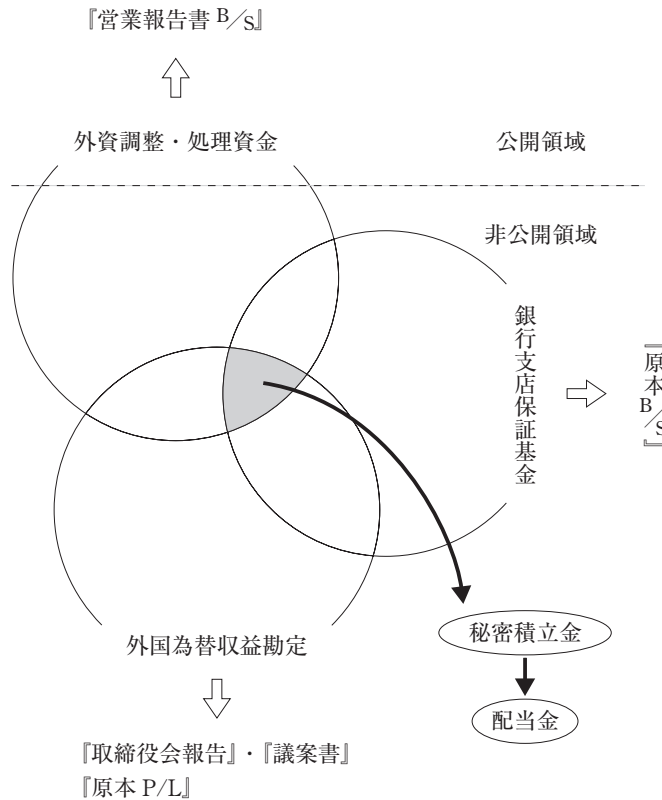 『営業報告書 B/S』
外資調整・処理資金
公開領域
非公開領域
銀行支店保証基金
『原本B/S』
外国為替収益勘定
秘密積立金
配当金
『取締役会報告』・『議案書』
『原本 P/L』